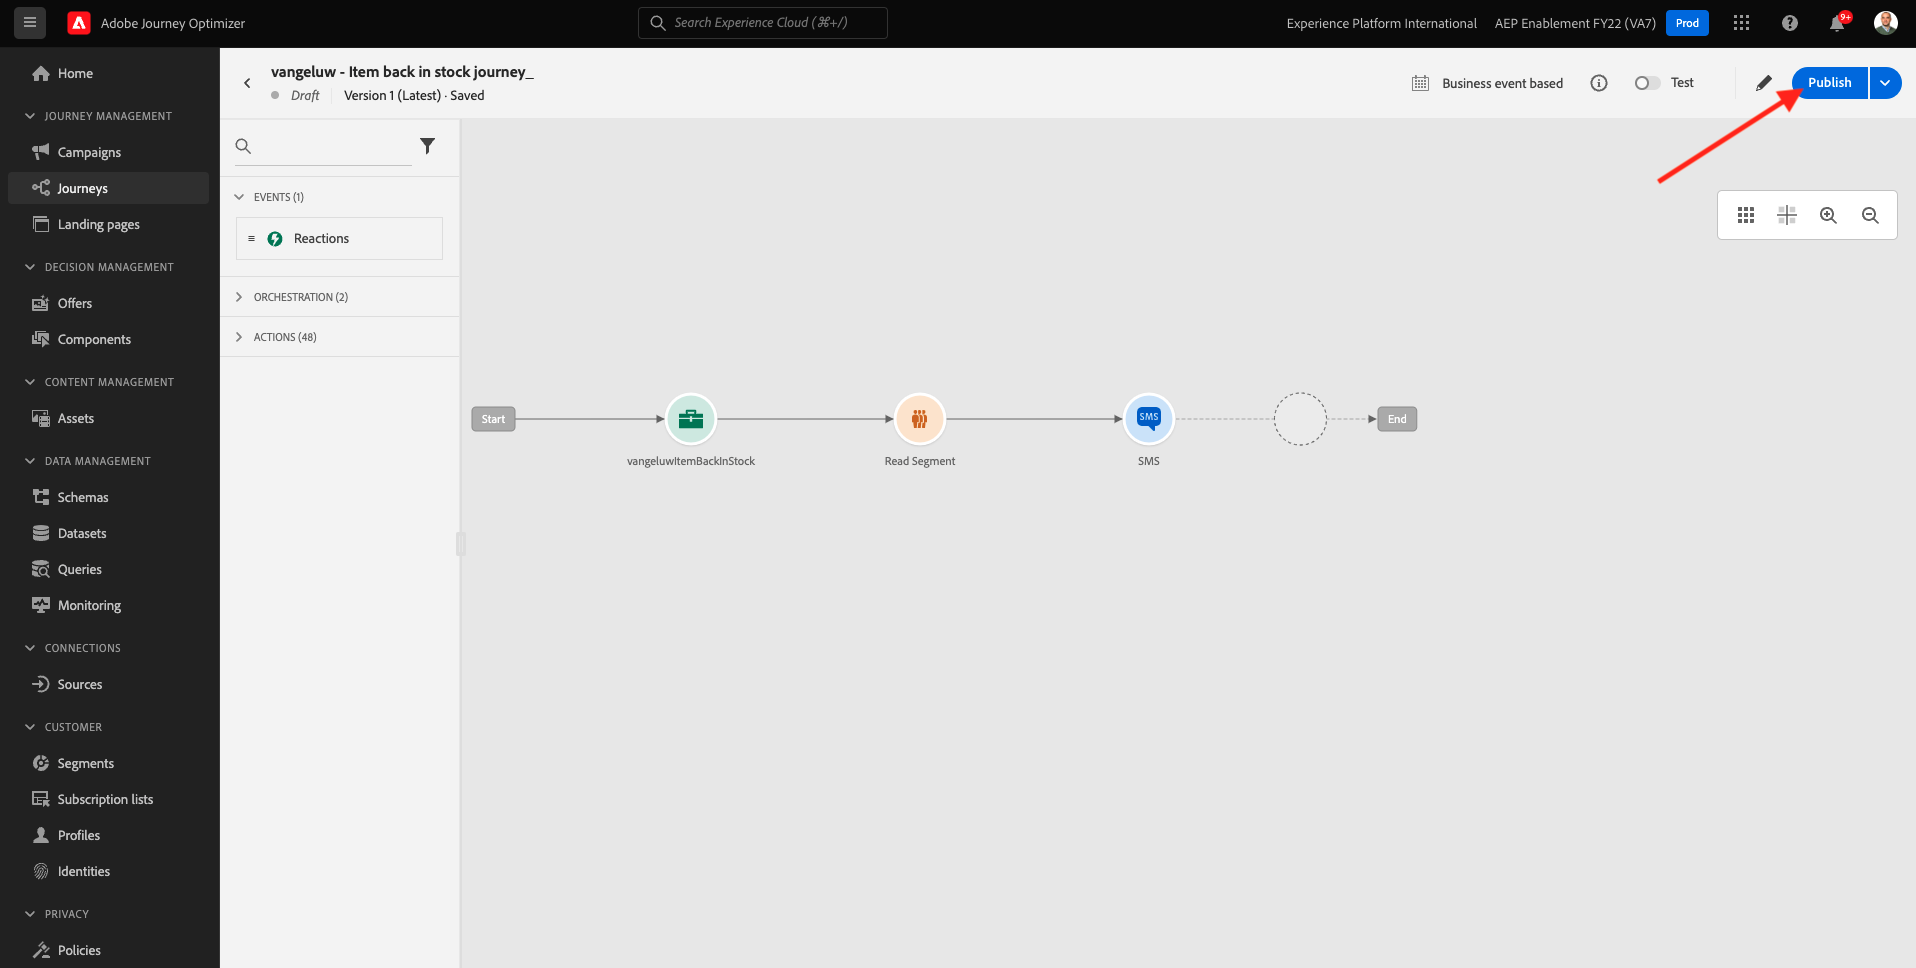 Adobe Journey Optimizer
Search Experience Cloud (⌘+/)
Experience Platform International
AEP Enablement FY22 (VA7)
Prod
9+
Home
JOURNEY MANAGEMENT
Campaigns
Journeys
Landing pages
DECISION MANAGEMENT
Offers
Components
CONTENT MANAGEMENT
Assets
DATA MANAGEMENT
Schemas
Datasets
Queries
Monitoring
CONNECTIONS
Sources
CUSTOMER
Segments
Subscription lists
Profiles
Identities
PRIVACY
Policies
vangeluw - Item back in stock journey_
Draft
Version 1 (Latest) · Saved
Business event based
Test
Publish
EVENTS (1)
Reactions
ORCHESTRATION (2)
ACTIONS (48)
Start
vangeluwItemBackInStock
Read Segment
SMS
SMS
End